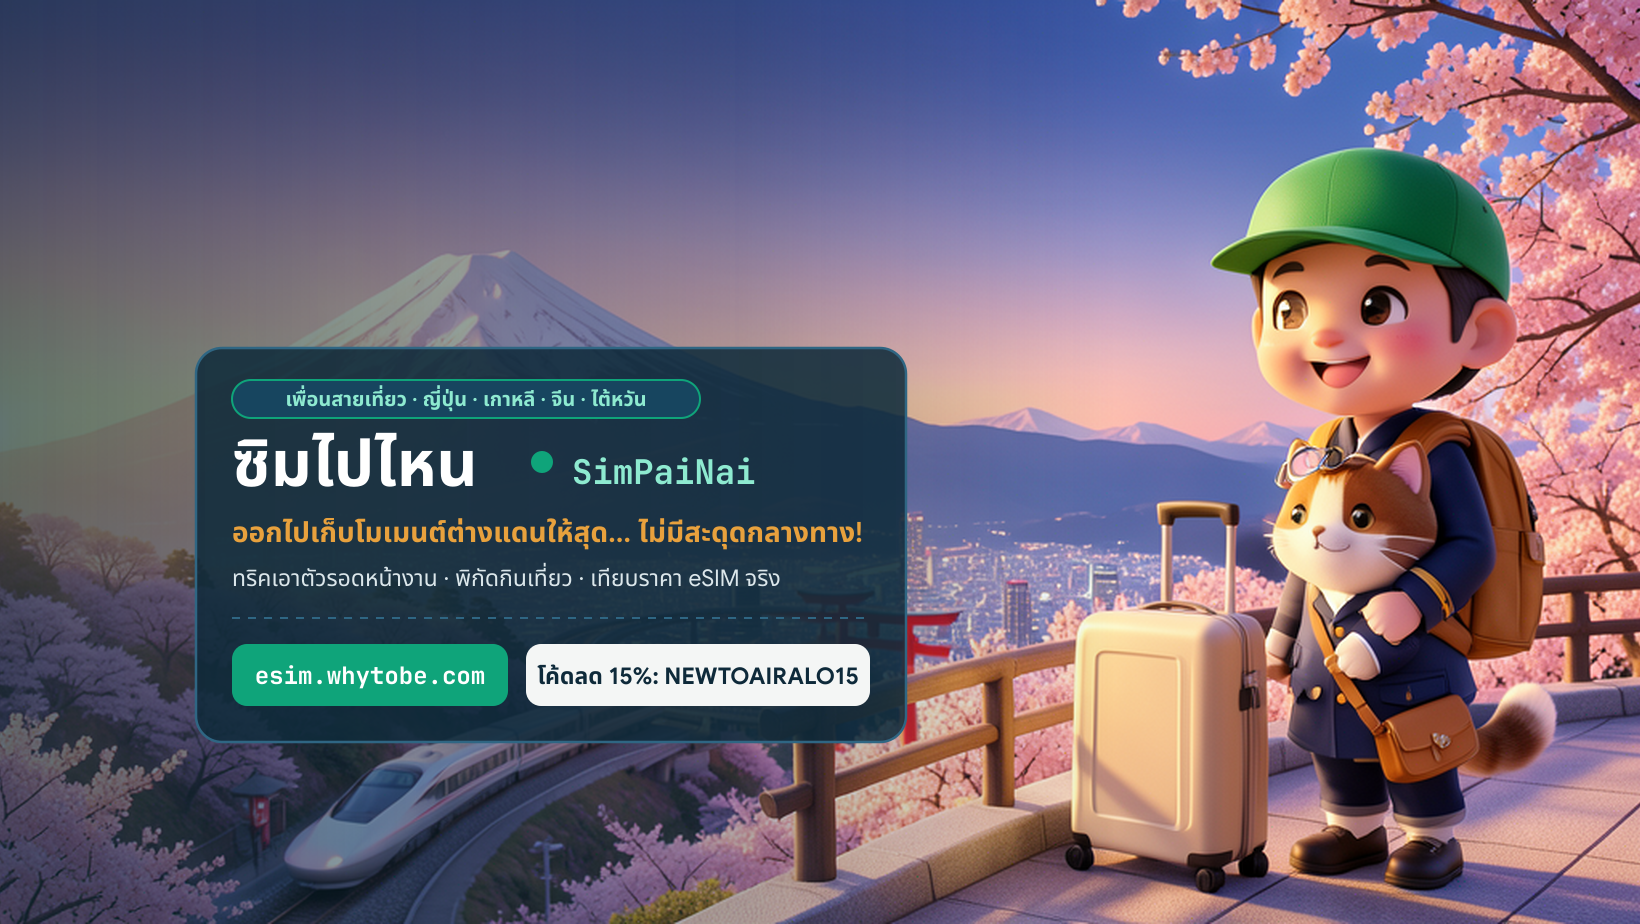 เพื่อนสายเที่ยว · ญี่ปุ่น · เกาหลี · จีน · ไต้หวัน
ซิมไปไหน ● SimPaiNai
ออกไปเก็บโมเมนต์ต่างแดนให้สุด... ไม่มีสะดุดกลางทาง!
ทริคเอาตัวรอดหน้างาน · พิกัดกินเที่ยว · เทียบราคา eSIM จริง
esim.whytobe.com
โค้ดลด 15%: NEWTOAIRALO15